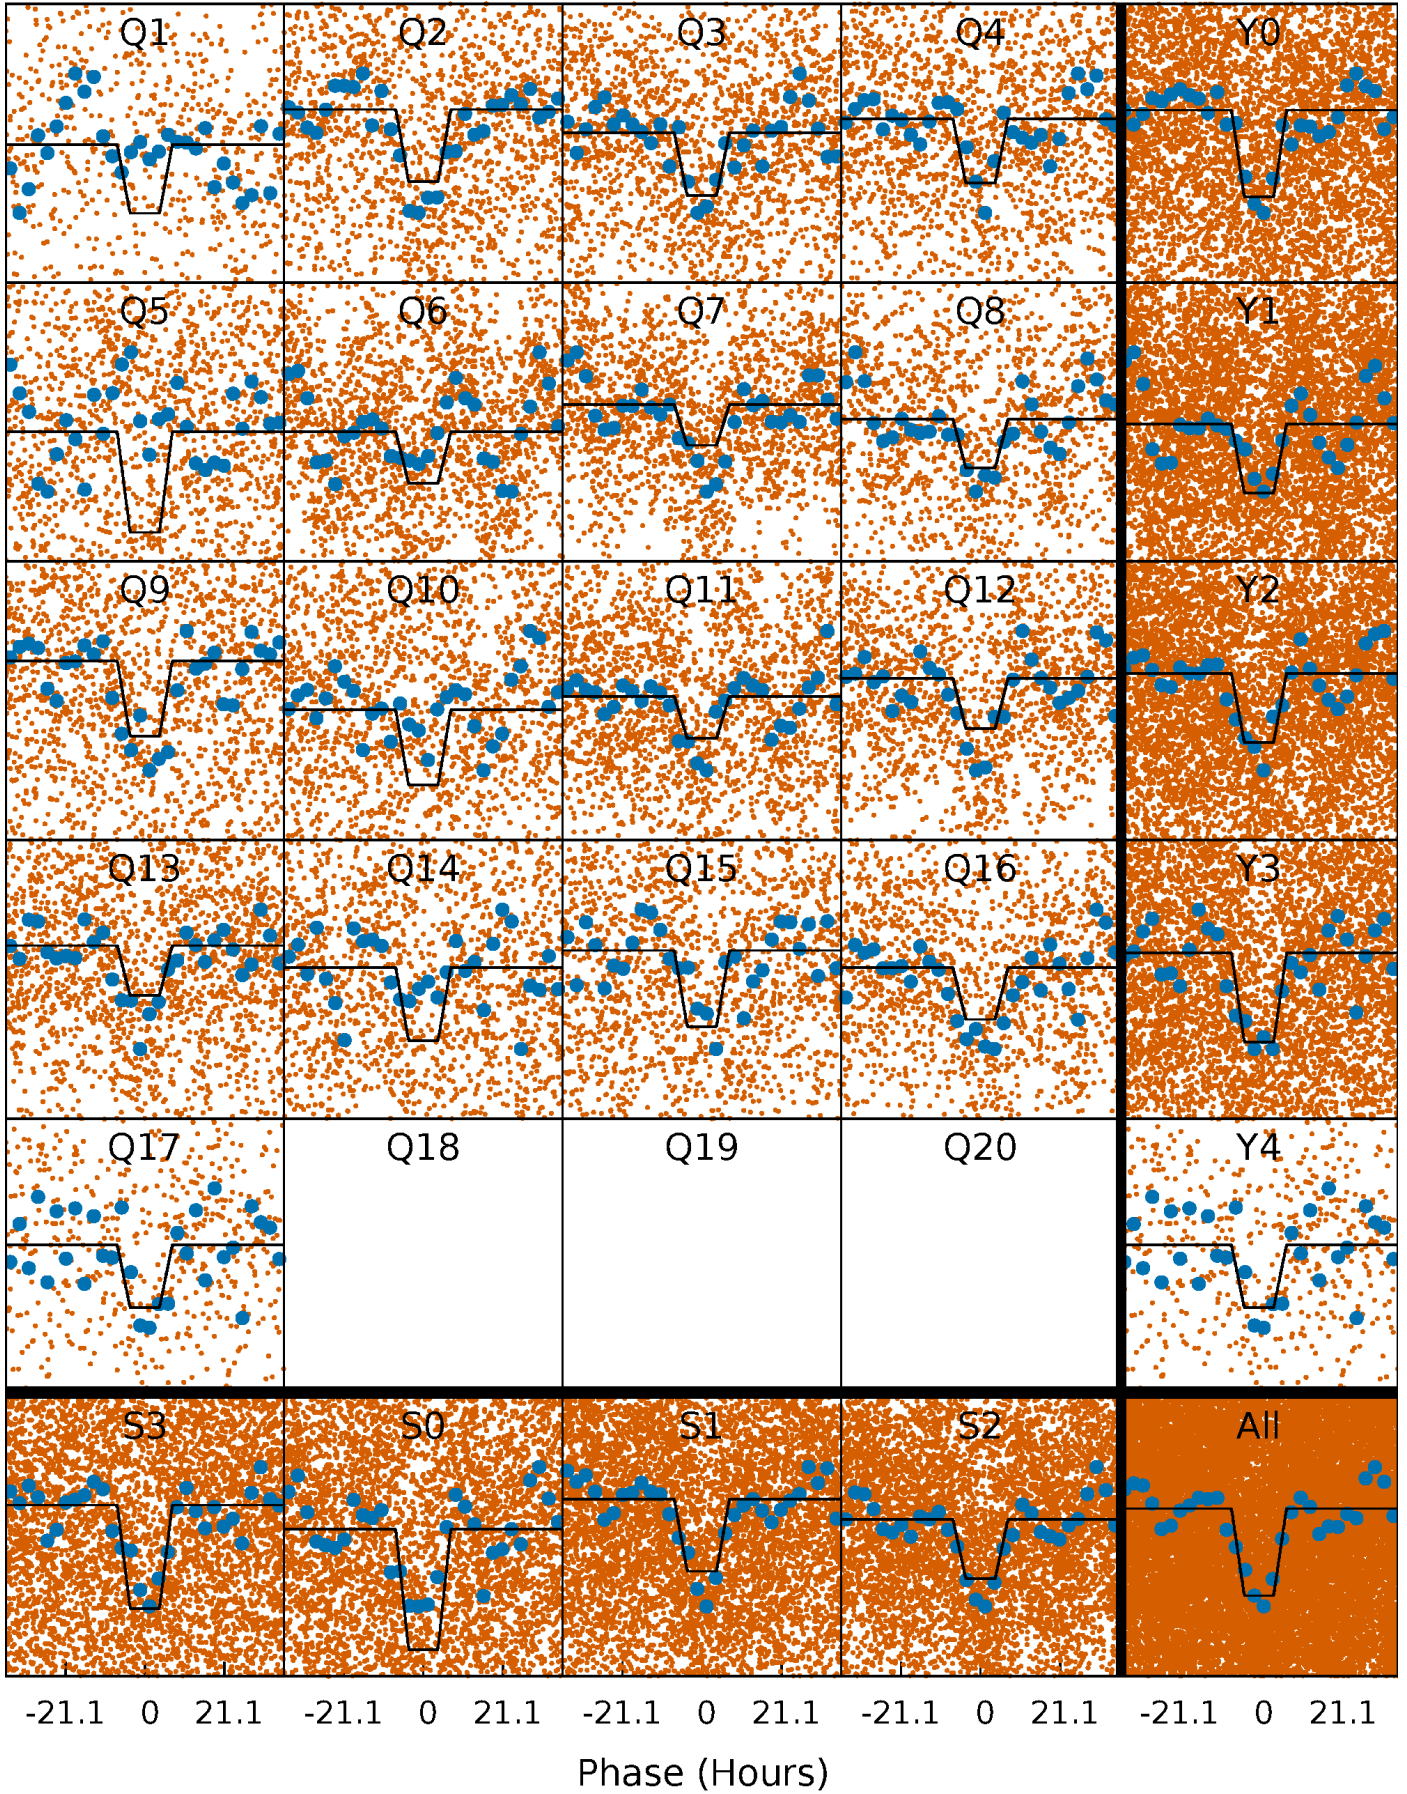 Q1 Q2 Q3 Q4 Y0
Q5 Q6 Q7 Q8 Y1
Q9 Q10 Q11 Q12 Y2
Q13 Q14 Q15 Q16 Y3
Q17 Q18 Q19 Q20 Y4
S3 S0 S1 S2 All
-21.1 0 21.1 -21.1 0 21.1 -21.1 0 21.1 -21.1 0 21.1 -21.1 0 21.1
Phase (Hours)